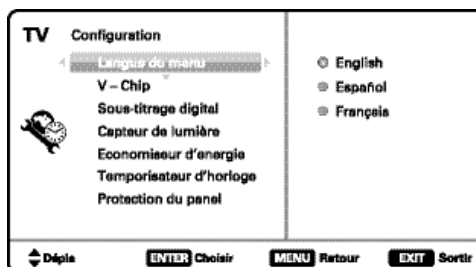 TV Configuration
Langue du menu
V – Chip
Sous-titrage digital
Capteur de lumière
Economiseur d'energie
Temporisateur d'horloge
Protection du panel
English
Español
Français
Dépla ENTER Choisir MENU Retour EXIT Sortir